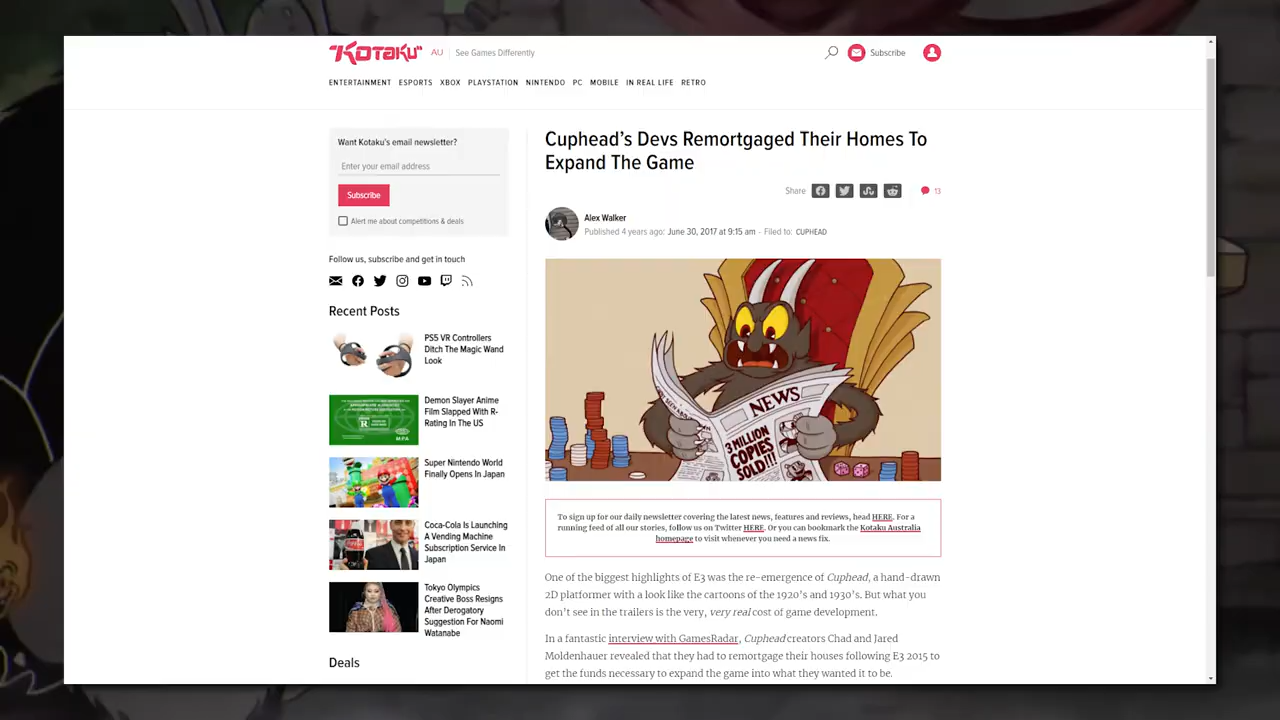 KOTAKU AU See Games Differently
Subscribe
ENTERTAINMENT ESPORTS XBOX PLAYSTATION NINTENDO PC MOBILE IN REAL LIFE RETRO
Want Kotaku's email newsletter?
Enter your email address
Subscribe
Alert me about competitions & deals
Follow us, subscribe and get in touch
Recent Posts
PS5 VR Controllers
Ditch The Magic Wand
Look
Demon Slayer Anime
Film Slapped With R-
Rating In The US
Super Nintendo World
Finally Opens In Japan
Coca-Cola Is Launching
A Vending Machine
Subscription Service In
Japan
Tokyo Olympics
Creative Boss Resigns
After Derogatory
Suggestion For Naomi
Watanabe
Deals
Cuphead's Devs Remortgaged Their Homes To
Expand The Game
Share
13
Alex Walker
Published 4 years ago: June 30, 2017 at 9:15 am - Filed to: CUPHEAD
NEWS
3 MILLION
COPIES
SOLD!!!
To sign up for our daily newsletter covering the latest news, features and reviews, head HERE. For a
running feed of all our stories, follow us on Twitter HERE. Or you can bookmark the Kotaku Australia
homepage to visit whenever you need a news fix.
One of the biggest highlights of E3 was the re-emergence of Cuphead, a hand-drawn
2D platformer with a look like the cartoons of the 1920's and 1930's. But what you
don't see in the trailers is the very, very real cost of game development.
In a fantastic interview with GamesRadar, Cuphead creators Chad and Jared
Moldenhauer revealed that they had to remortgage their houses following E3 2015 to
get the funds necessary to expand the game into what they wanted it to be.